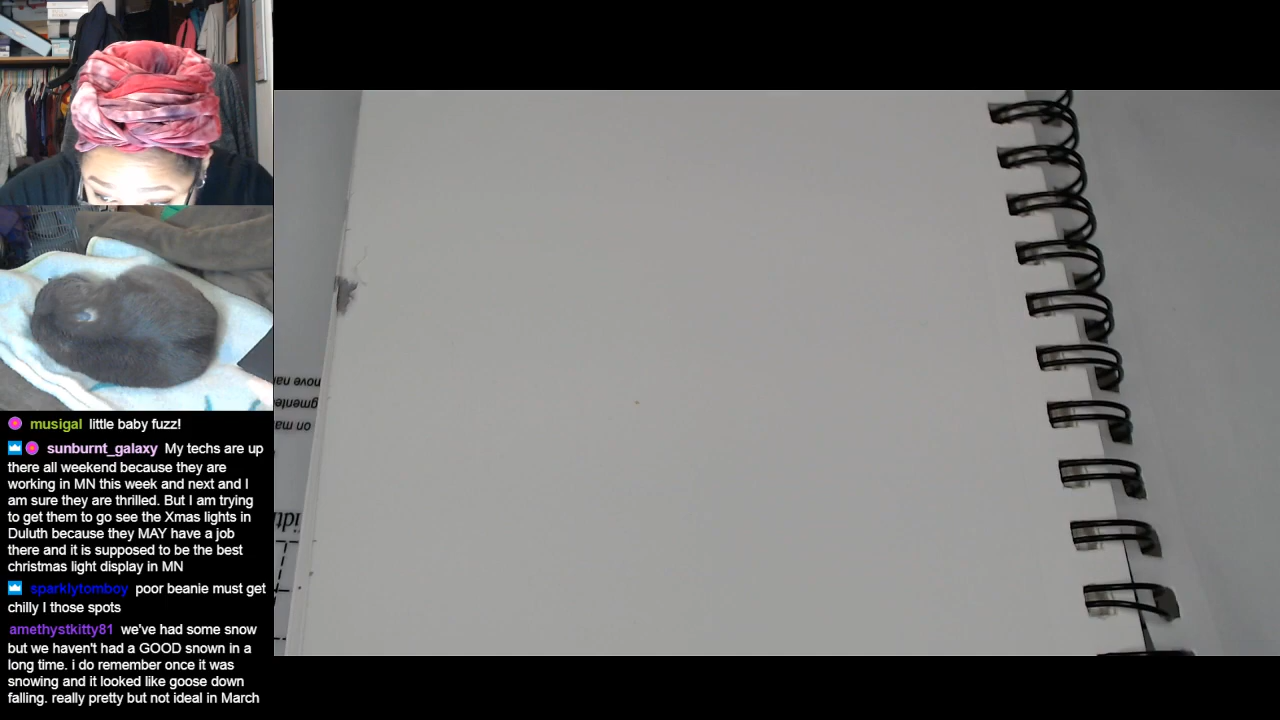 musigal little baby fuzz!
sunburnt_galaxy My techs are up
there all weekend because they are
working in MN this week and next and I
am sure they are thrilled. But I am trying
to get them to go see the Xmas lights in
Duluth because they MAY have a job
there and it is supposed to be the best
christmas light display in MN
sparklytomboy poor beanie must get
chilly I those spots
amethystkitty81 we've had some snow
but we haven't had a GOOD snown in a
long time. i do remember once it was
snowing and it looked like goose down
falling. really pretty but not ideal in March
on ma
gmente
move nam